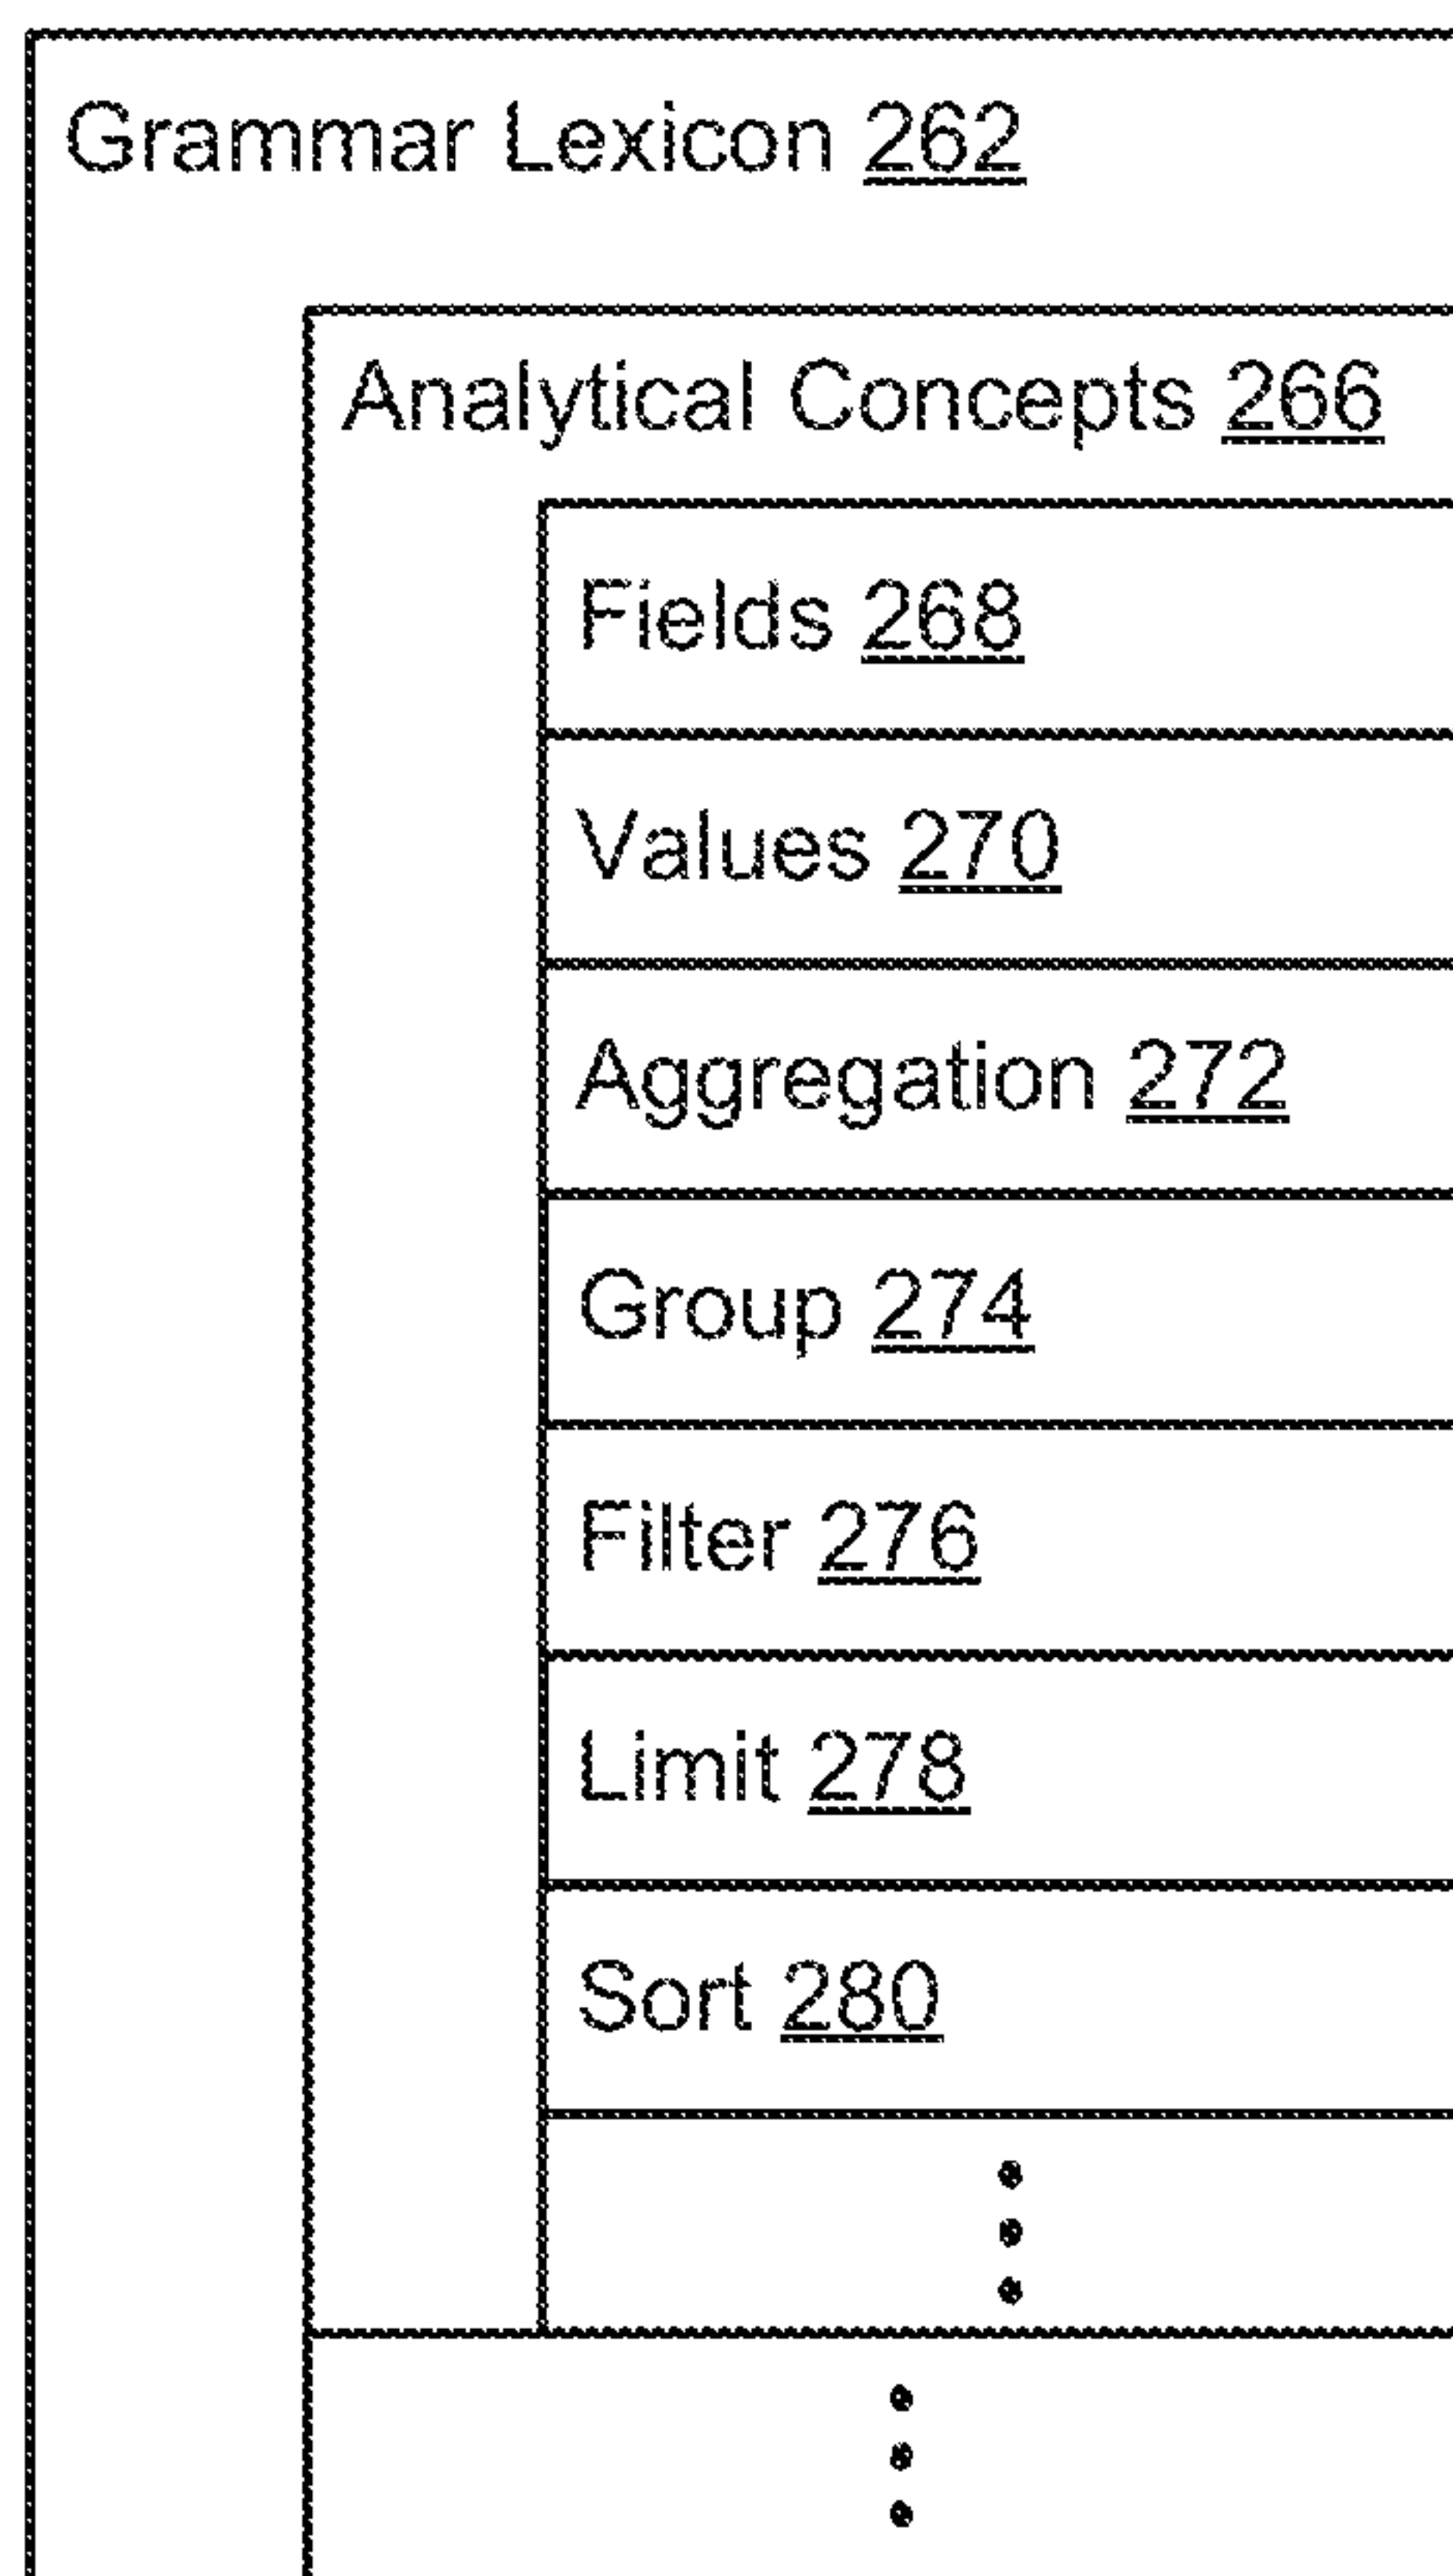 Grammar Lexicon 262
Analytical Concepts 266
Fields 268
Values 270
Aggregation 272
Group 274
Filter 276
Limit 278
Sort 280